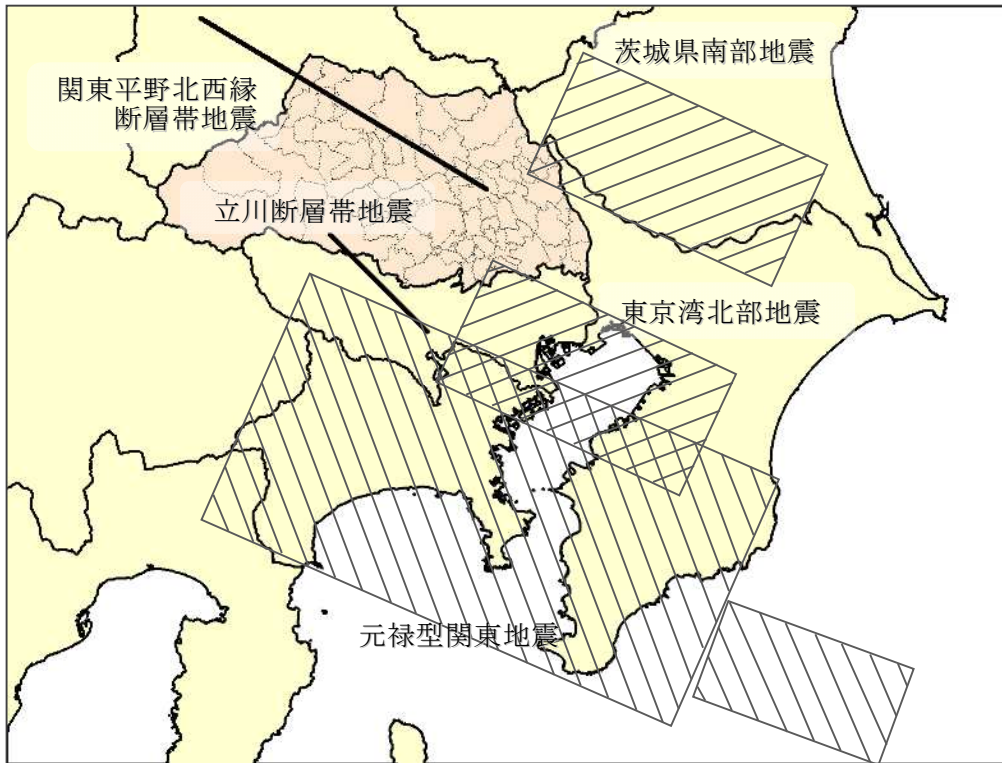 茨城県南部地震
関東平野北西縁
断層帯地震
立川断層帯地震
東京湾北部地震
元禄型関東地震